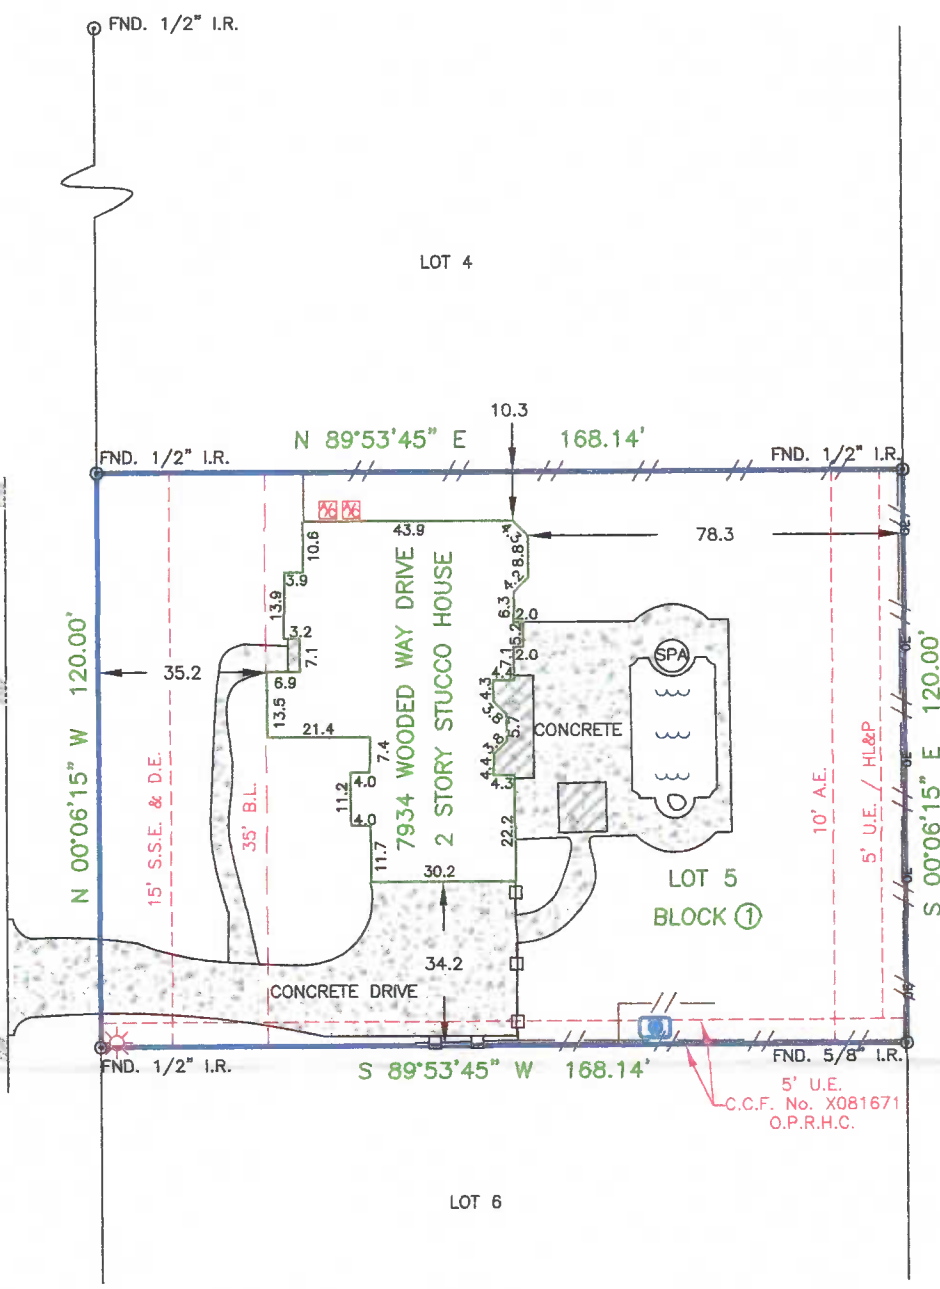 FND. 1/2" I.R.
LOT 4
10.3
N 89°53'45" E 168.14'
FND. 1/2" I.R.
FND. 1/2" I.R.
A/C A/C
43.9
10.6
3.9
13.9
3.2
7.1
35.2
6.9
13.5
21.4
7.4
4.0
11.2
4.0
11.7
30.2
8.8
6.3
2.0
5.2
2.0
7.1
4.3
5.7
4.3
22.2
78.3
7934 WOODED WAY DRIVE
2 STORY STUCCO HOUSE
SPA
CONCRETE
N 00°06'15" W 120.00'
15' S.S.E. & D.E.
35' B.L.
10' A.E.
5' U.E. / HL&P
S 00°06'15" E 120.00'
LOT 5
BLOCK 1
34.2
CONCRETE DRIVE
FND. 1/2" I.R.
S 89°53'45" W 168.14'
FND. 5/8" I.R.
5' U.E.
C.C.F. No. X081671
O.P.R.H.C.
LOT 6